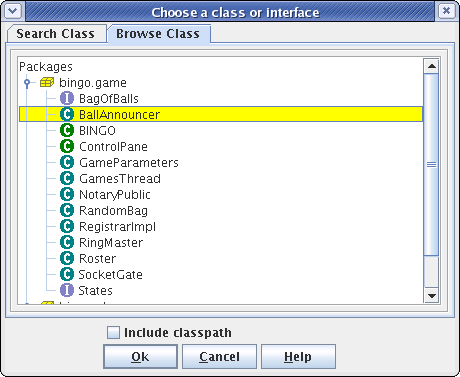 Choose a class or interface
Search Class
Browse Class
Packages
bingo.game
I BagOfBalls
C BallAnnouncer
C BINGO
C ControlPane
C GameParameters
C GamesThread
C NotaryPublic
C RandomBag
C RegistrarImpl
C RingMaster
C Roster
C SocketGate
I States
Include classpath
Ok
Cancel
Help